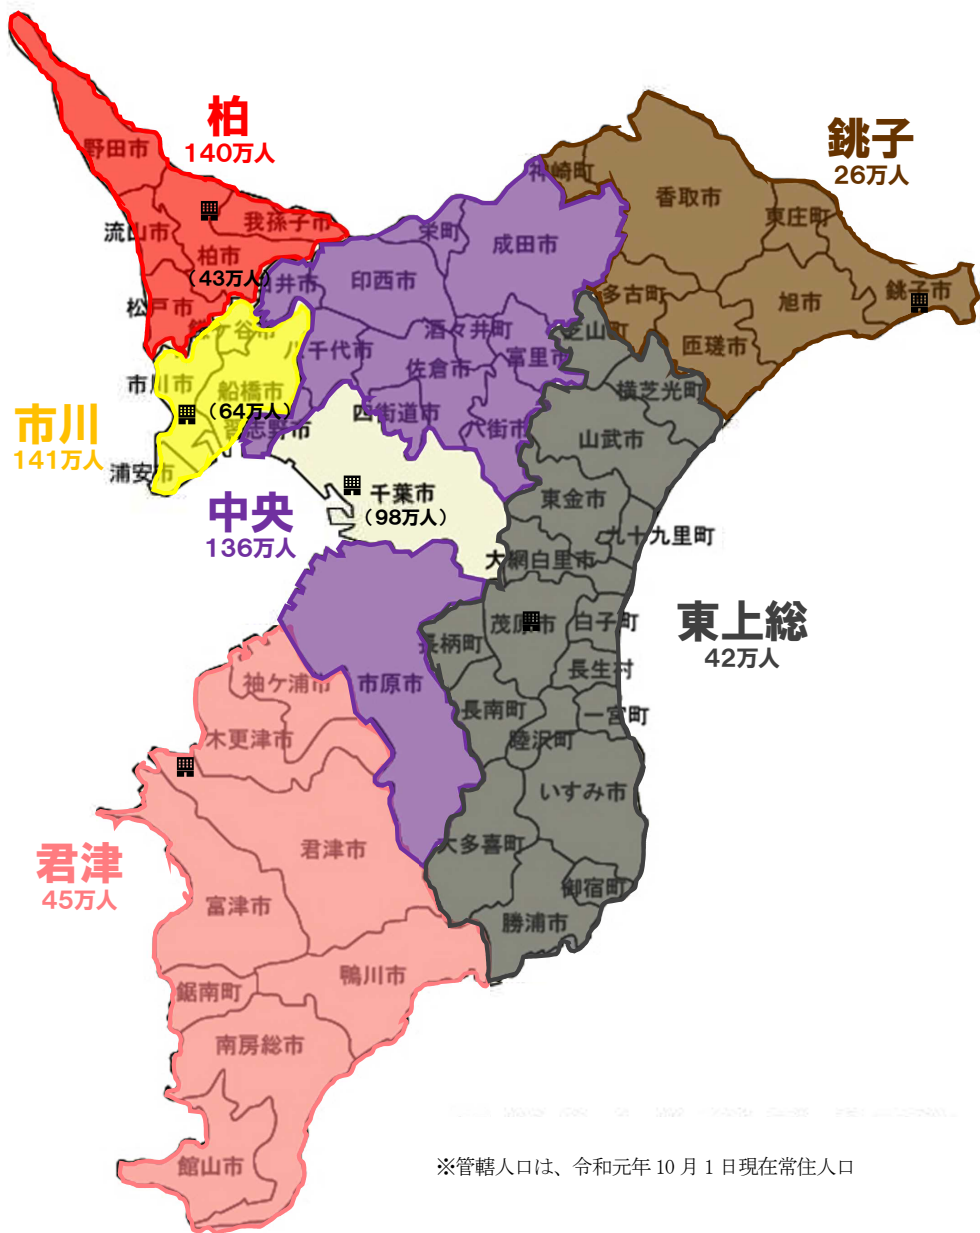 柏
140万人
銚子
26万人
野田市
流山市
我孫子市
柏市
（43万人）
松戸市
神崎町
香取市
東庄町
栄町
成田市
白井市
印西市
多古町
旭市
銚子市
鎌ケ谷市
八千代市
酒々井町
富里市
芝山町
匝瑳市
佐倉市
市川市
船橋市
（64万人）
横芝光町
市川
141万人
習志野市
四街道市
八街市
山武市
浦安市
中央
136万人
千葉市
（98万人）
東金市
九十九里町
大網白里市
東上総
42万人
茂原市
白子町
長柄町
長生村
袖ケ浦市
市原市
長南町
一宮町
木更津市
睦沢町
いすみ市
君津
45万人
君津市
大多喜町
富津市
御宿町
勝浦市
鴨川市
鋸南町
南房総市
館山市
※管轄人口は、令和元年 10 月 1 日現在常住人口